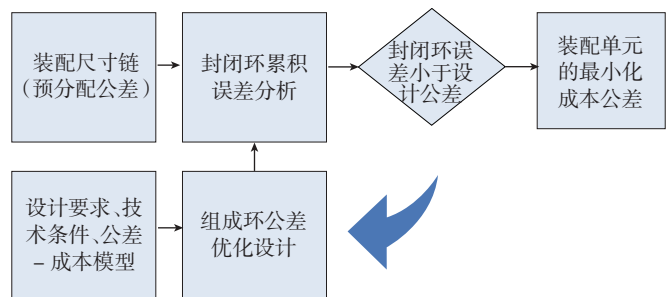 装配尺寸链
（预分配公差）
封闭环累积
误差分析
封闭环误
差小于设
计公差
装配单元
的最小化
成本公差
设计要求、技
术条件、公差
－成本模型
组成环公差
优化设计